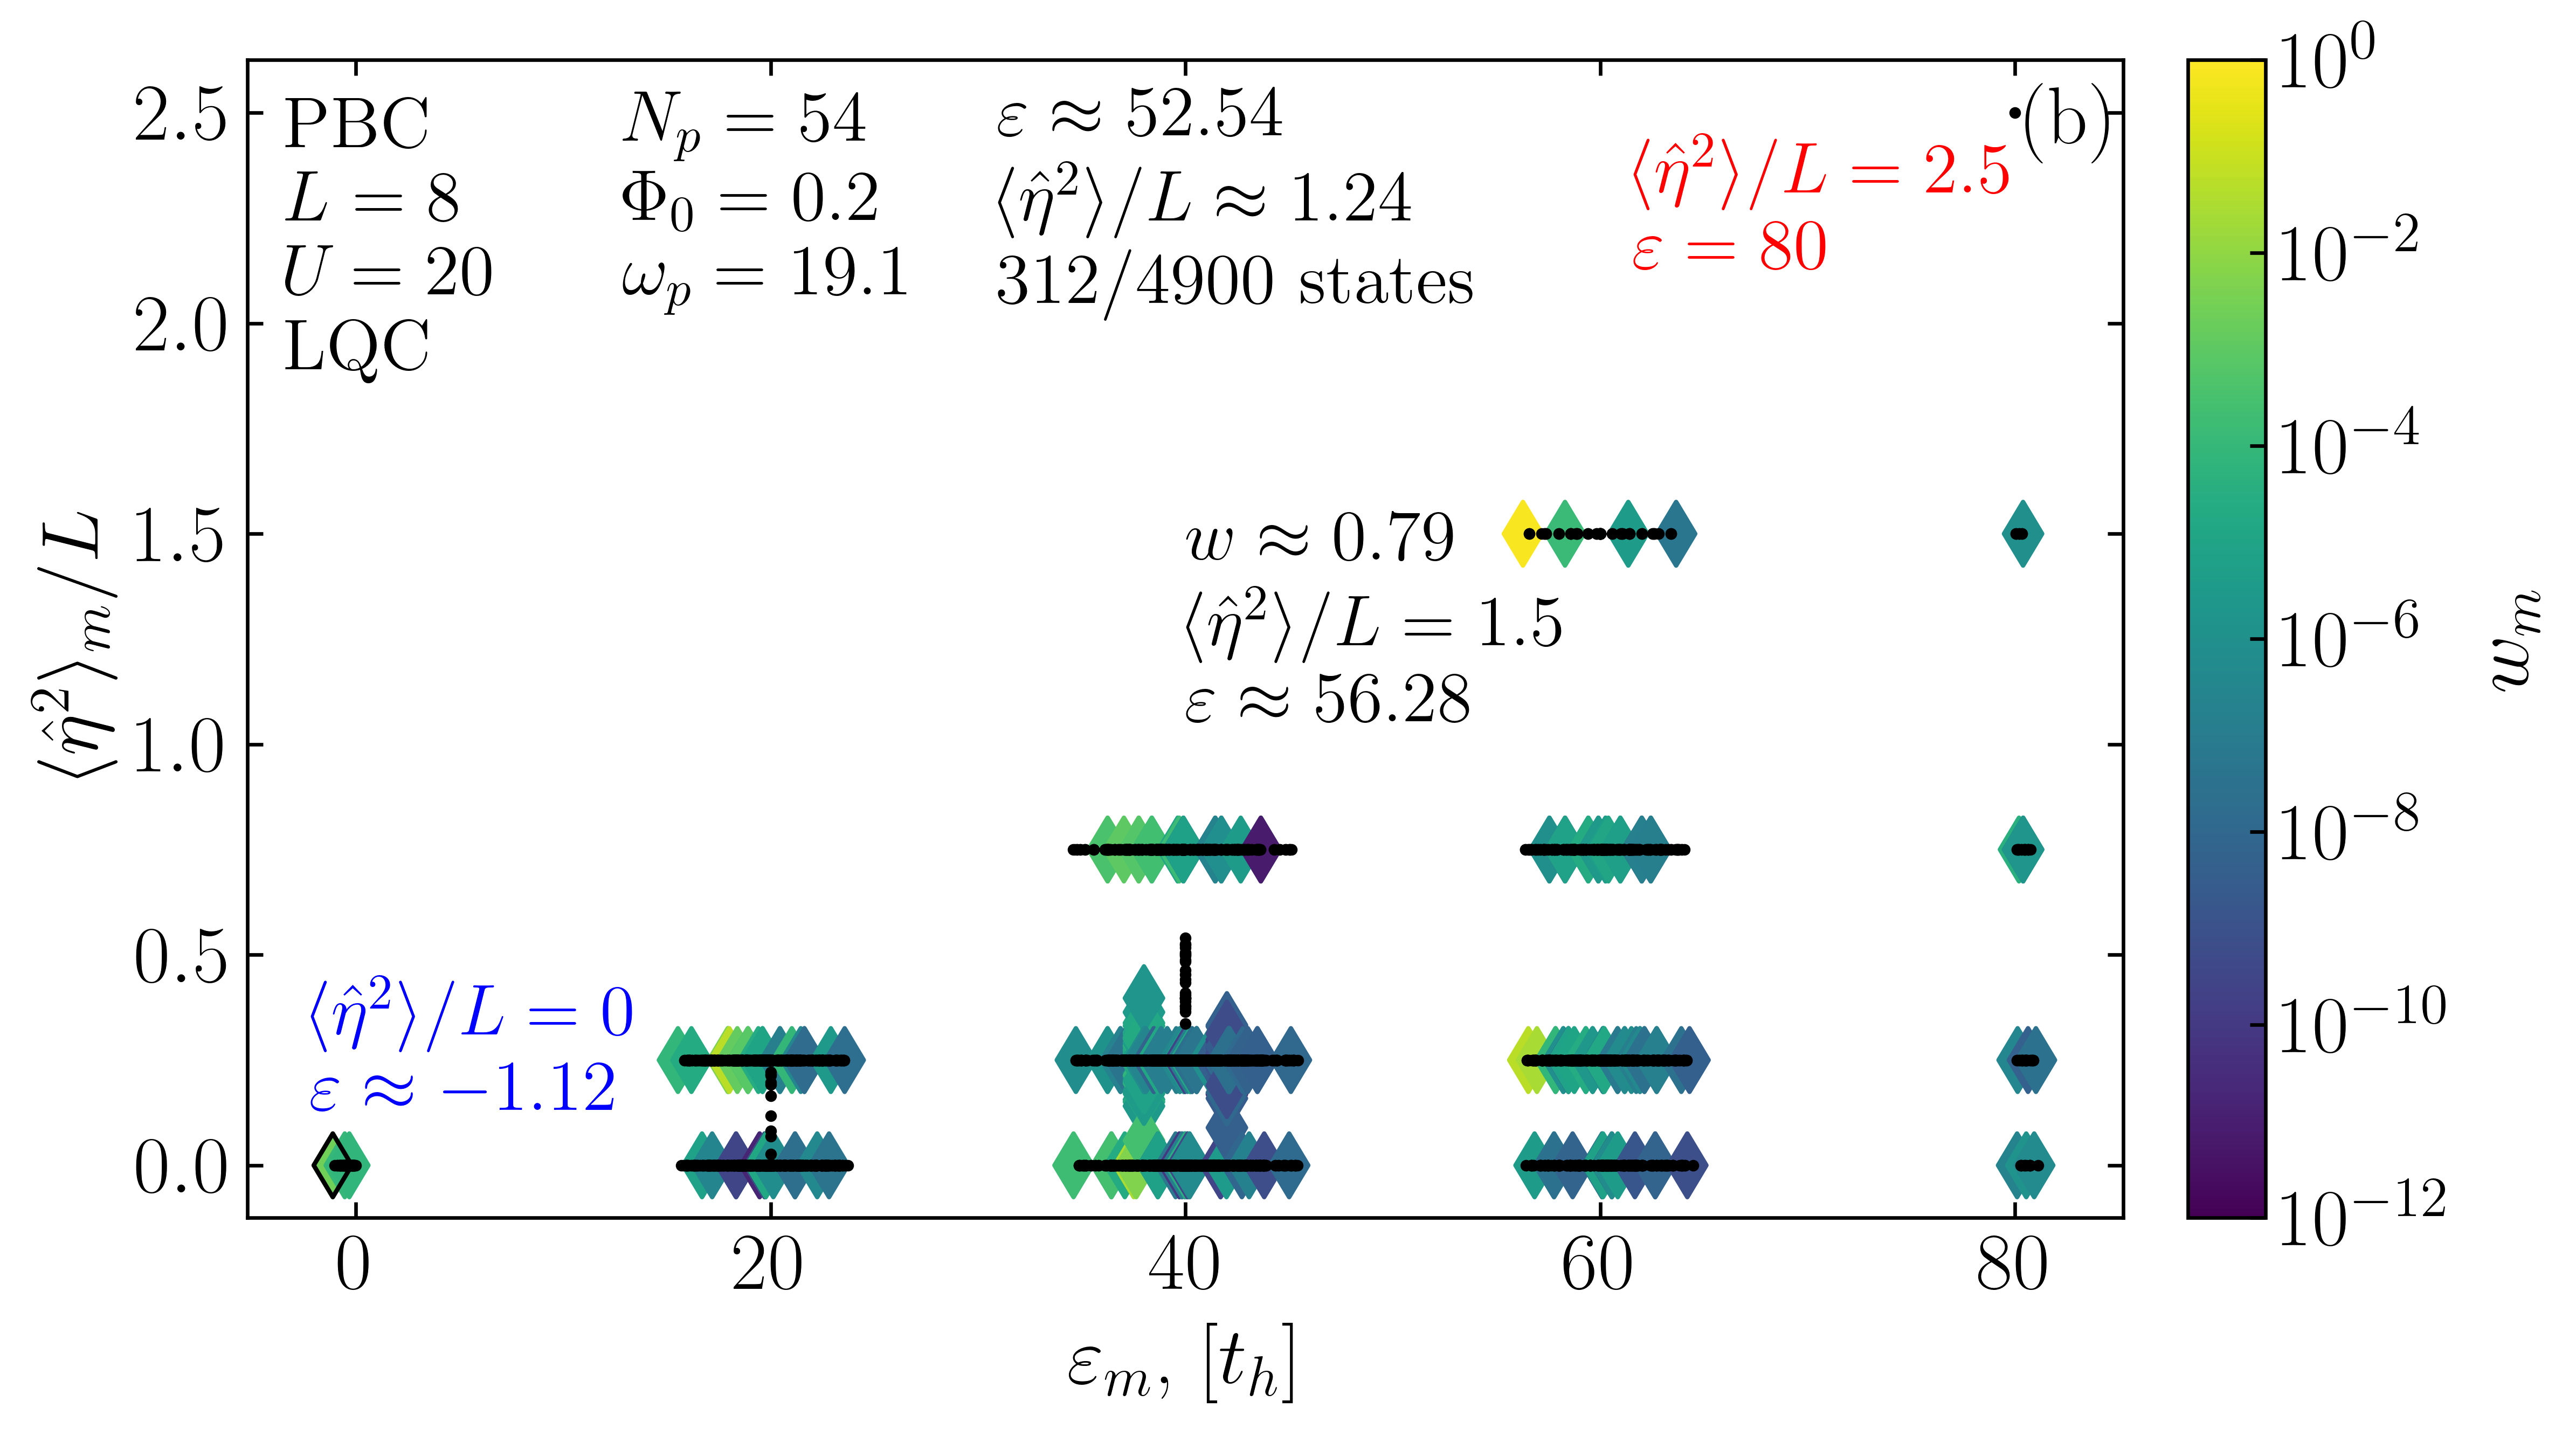 PBC
L = 8
U = 20
LQC
N_p = 54
Φ_0 = 0.2
ω_p = 19.1
ε ≈ 52.54
⟨η̂²⟩/L ≈ 1.24
312/4900 states
(b)
⟨η̂²⟩/L = 2.5
ε = 80
w ≈ 0.79
⟨η̂²⟩/L = 1.5
ε ≈ 56.28
⟨η̂²⟩/L = 0
ε ≈ −1.12
⟨η̂²⟩_m/L
2.5
2.0
1.5
1.0
0.5
0.0
0
20
40
60
80
ε_m, [t_h]
10⁰
10⁻²
10⁻⁴
10⁻⁶
10⁻⁸
10⁻¹⁰
10⁻¹²
w_m